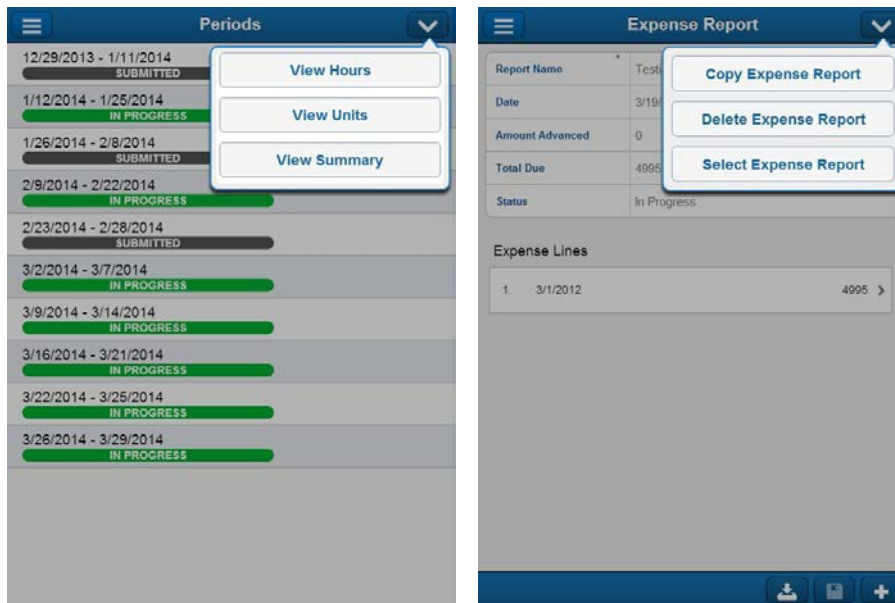 Periods
12/29/2013 - 1/11/2014
SUBMITTED
1/12/2014 - 1/25/2014
IN PROGRESS
1/26/2014 - 2/8/2014
SUBMITTED
2/9/2014 - 2/22/2014
IN PROGRESS
2/23/2014 - 2/28/2014
SUBMITTED
3/2/2014 - 3/7/2014
IN PROGRESS
3/9/2014 - 3/14/2014
IN PROGRESS
3/16/2014 - 3/21/2014
IN PROGRESS
3/22/2014 - 3/25/2014
IN PROGRESS
3/26/2014 - 3/29/2014
IN PROGRESS
View Hours
View Units
View Summary
Expense Report
Report Name *
Date 3/19/
Amount Advanced 0
Total Due 4995
Status In Progress
Copy Expense Report
Delete Expense Report
Select Expense Report
Expense Lines
1. 3/1/2012 4995